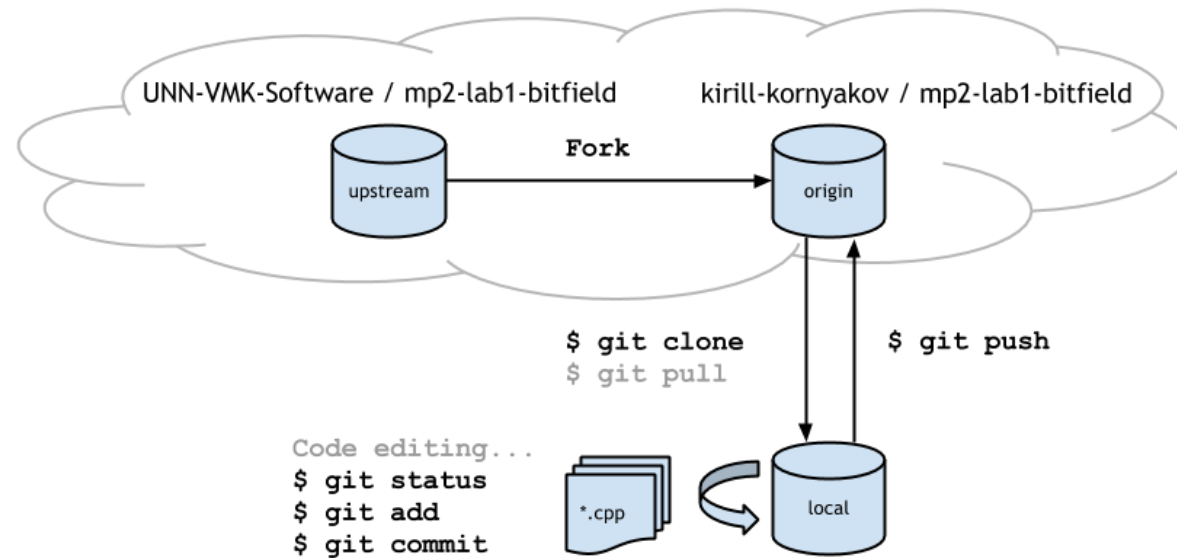 UNN-VMK-Software / mp2-lab1-bitfield
kirill-kornyakov / mp2-lab1-bitfield
Fork
upstream
origin
$ git clone
$ git pull
$ git push
Code editing...
$ git status
$ git add
$ git commit
*.cpp
local